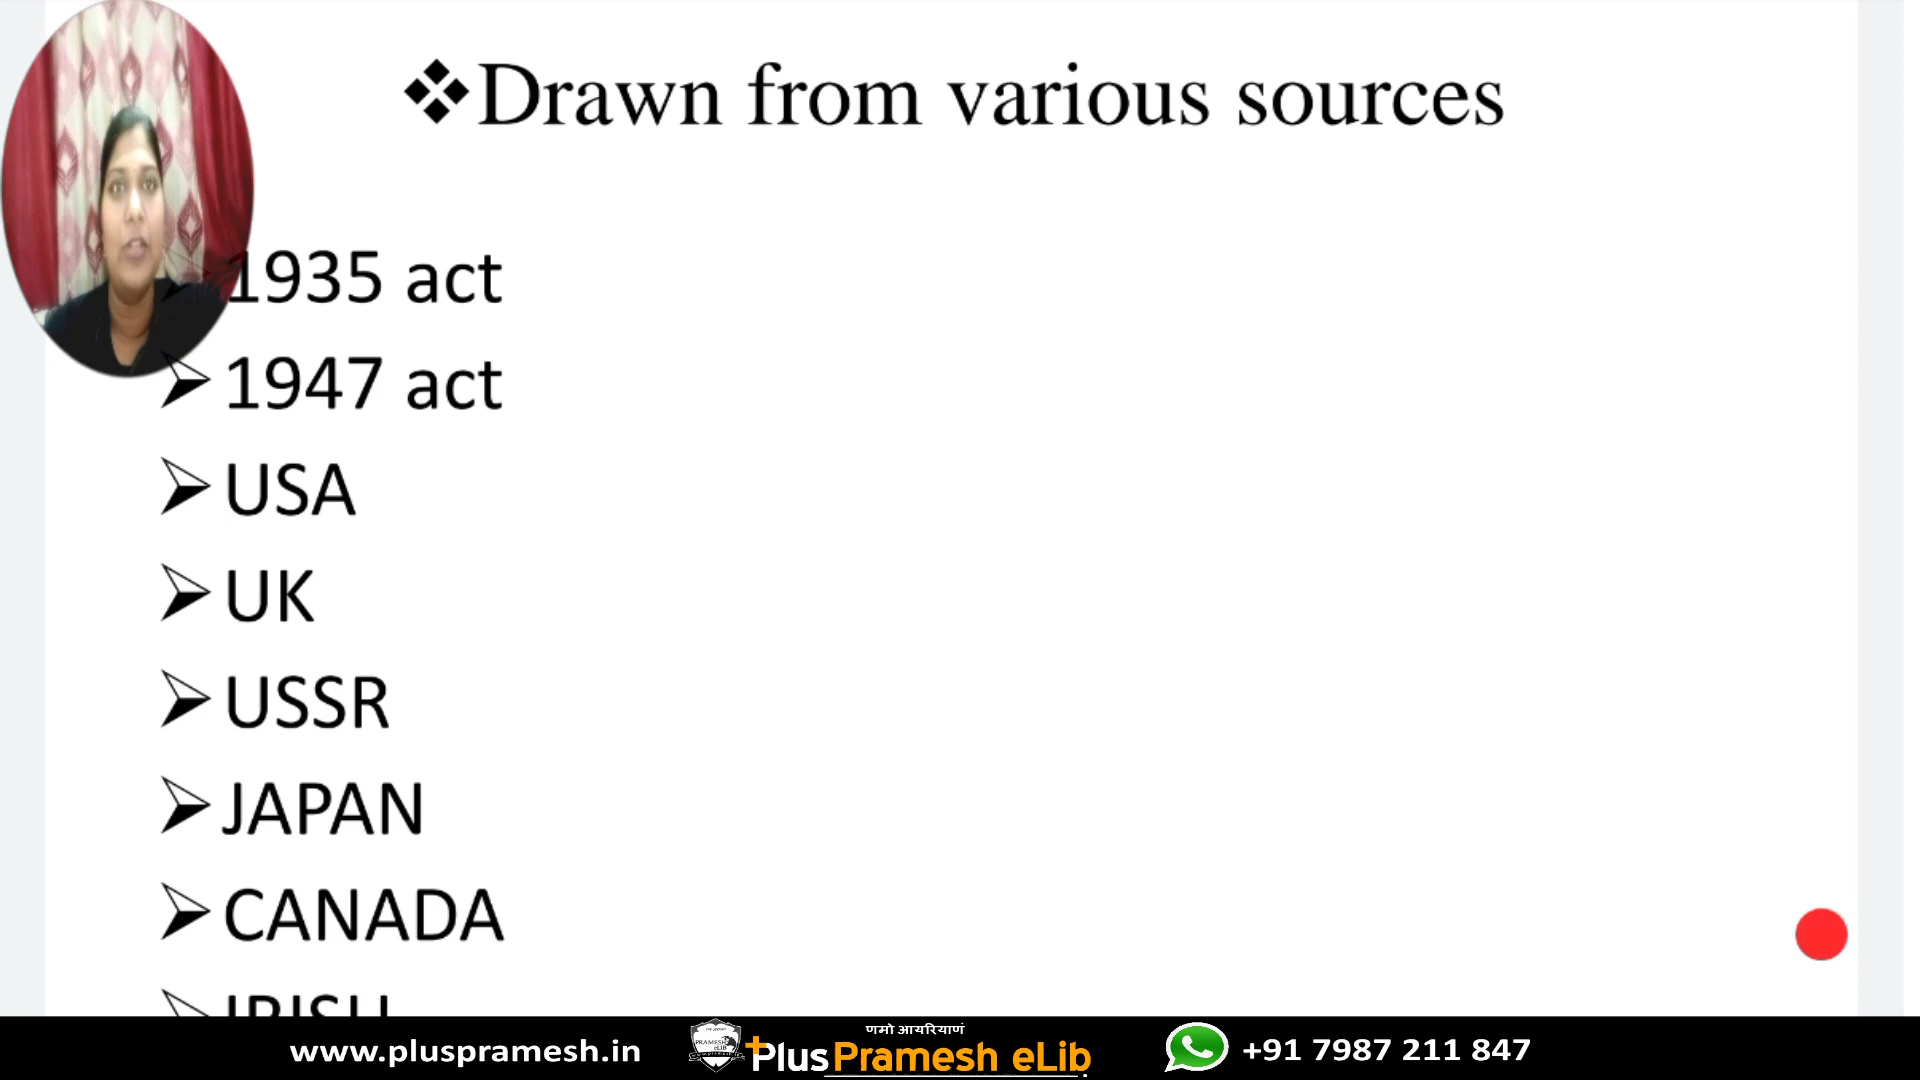 ❖Drawn from various sources
1935 act
➢1947 act
➢USA
➢UK
➢USSR
➢JAPAN
➢CANADA
➢IRISH
णमो आयरियाणं
www.pluspramesh.in
+Plus Pramesh eLib
+91 7987 211 847